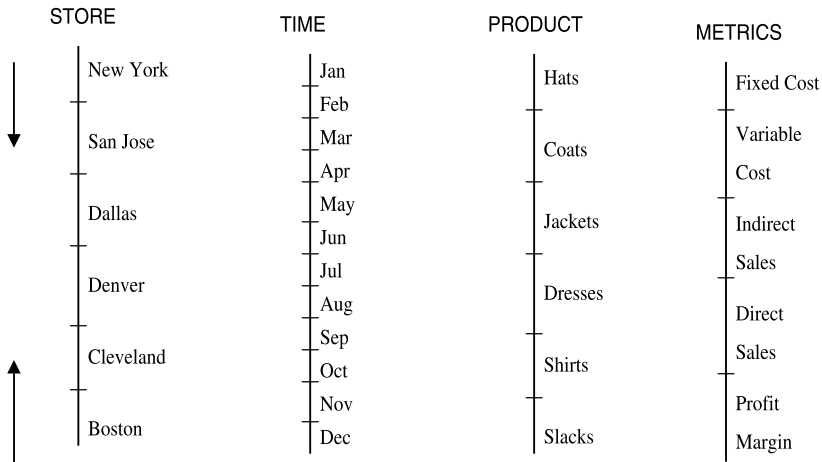 STORE
New York
San Jose
Dallas
Denver
Cleveland
Boston
TIME
Jan
Feb
Mar
Apr
May
Jun
Jul
Aug
Sep
Oct
Nov
Dec
PRODUCT
Hats
Coats
Jackets
Dresses
Shirts
Slacks
METRICS
Fixed Cost
Variable
Cost
Indirect
Sales
Direct
Sales
Profit
Margin